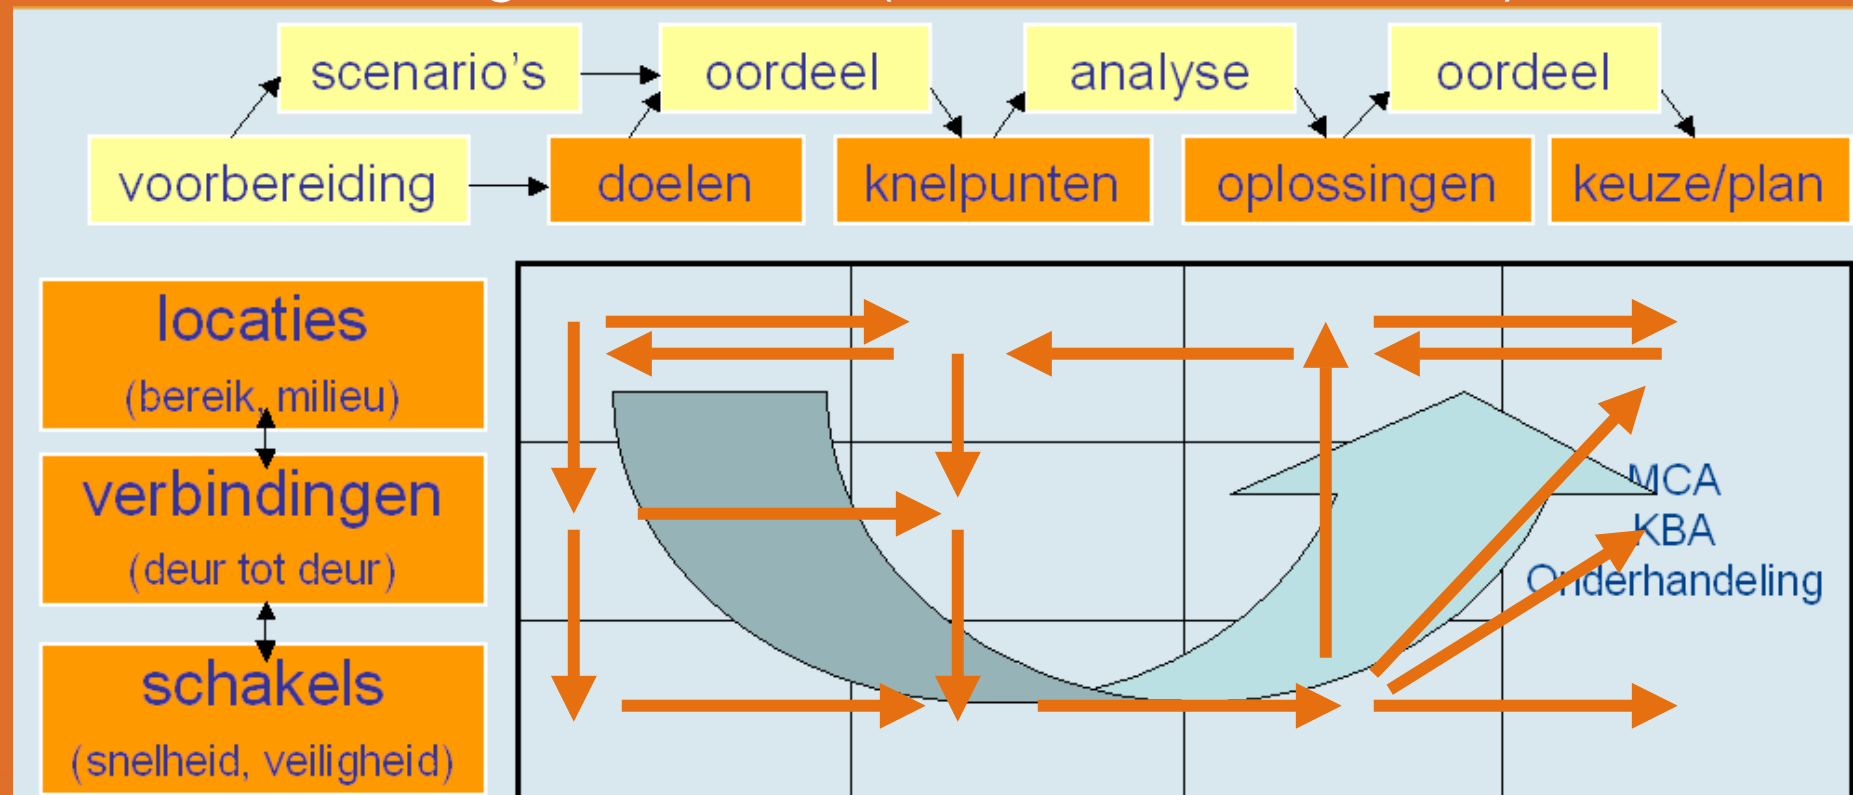 scenario's
oordeel
analyse
oordeel
voorbereiding
doelen
knelpunten
oplossingen
keuze/plan
locaties
(bereik, milieu)
verbindingen
(deur tot deur)
schakels
(snelheid, veiligheid)
MCA
KBA
Onderhandeling